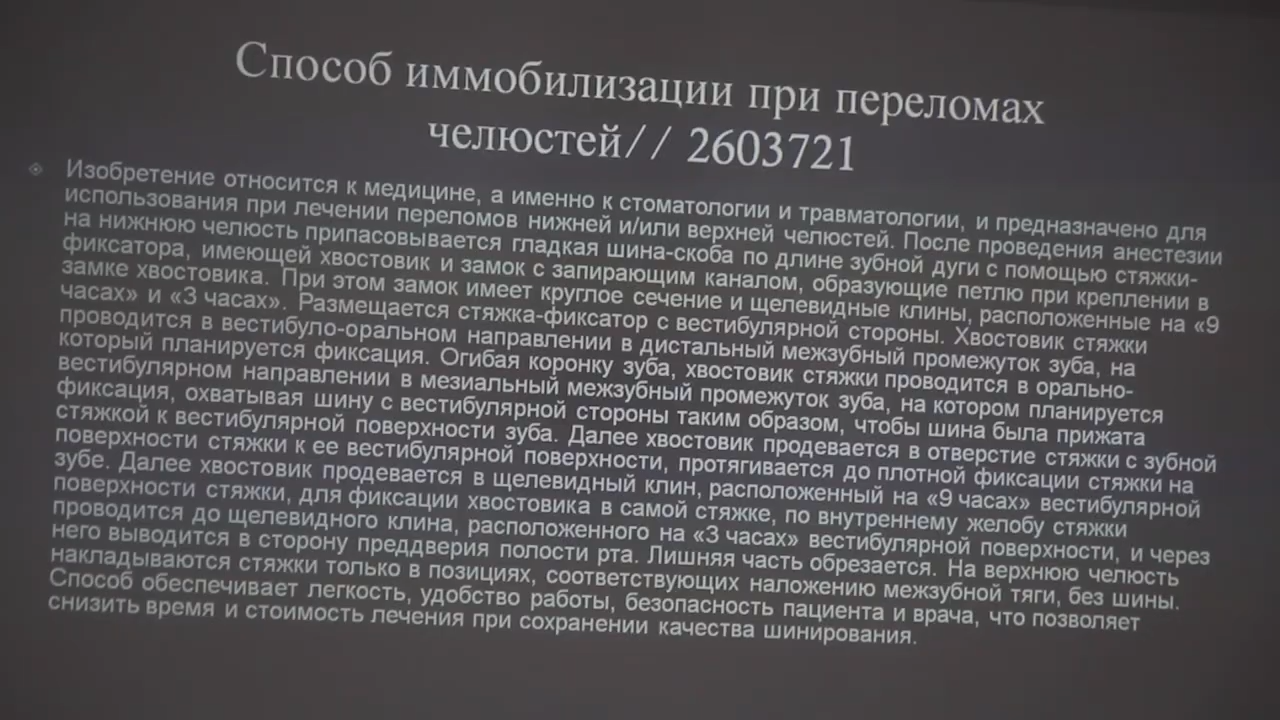 Способ иммобилизации при переломах
челюстей// 2603721
Изобретение относится к медицине, а именно к стоматологии и травматологии, и предназначено для
использования при лечении переломов нижней и/или верхней челюстей. После проведения анестезии
на нижнюю челюсть припасовывается гладкая шина-скоба по длине зубной дуги с помощью стяжки-
фиксатора, имеющей хвостовик и замок с запирающим каналом, образующие петлю при креплении в
замке хвостовика. При этом замок имеет круглое сечение и щелевидные клины, расположенные на «9
часах» и «3 часах». Размещается стяжка-фиксатор с вестибулярной стороны. Хвостовик стяжки
проводится в вестибуло-оральном направлении в дистальный межзубный промежуток зуба, на
который планируется фиксация. Огибая коронку зуба, хвостовик стяжки проводится в орально-
вестибулярном направлении в мезиальный межзубный промежуток зуба, на котором планируется
фиксация, охватывая шину с вестибулярной стороны таким образом, чтобы шина была прижата
стяжкой к вестибулярной поверхности зуба. Далее хвостовик продевается в отверстие стяжки с зубной
поверхности стяжки к ее вестибулярной поверхности, протягивается до плотной фиксации стяжки на
зубе. Далее хвостовик продевается в щелевидный клин, расположенный на «9 часах» вестибулярной
поверхности стяжки, для фиксации хвостовика в самой стяжке, по внутреннему желобу стяжки
проводится до щелевидного клина, расположенного на «3 часах» вестибулярной поверхности, и через
него выводится в сторону преддверия полости рта. Лишняя часть обрезается. На верхнюю челюсть
накладываются стяжки только в позициях, соответствующих наложению межзубной тяги, без шины.
Способ обеспечивает легкость, удобство работы, безопасность пациента и врача, что позволяет
снизить время и стоимость лечения при сохранении качества шинирования.